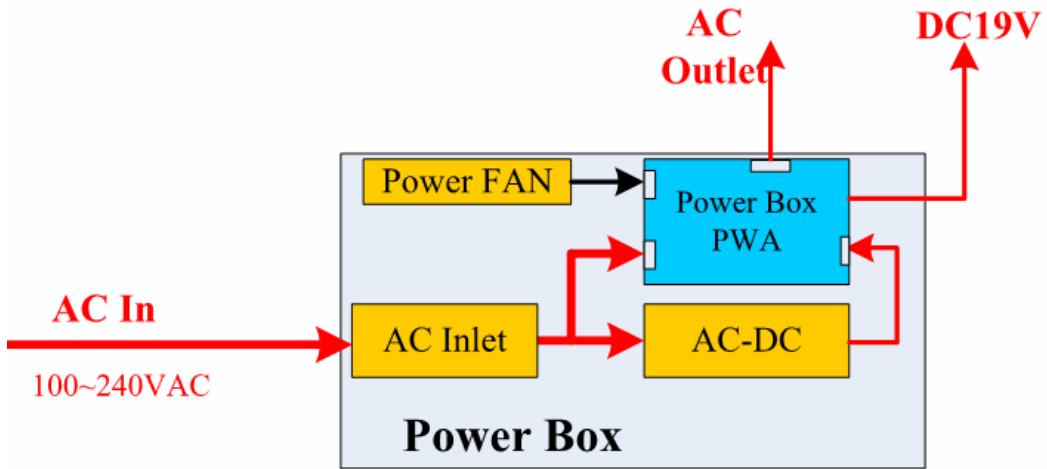 AC
Outlet
DC19V
Power FAN
Power Box
PWA
AC In
AC Inlet
AC-DC
100~240VAC
Power Box